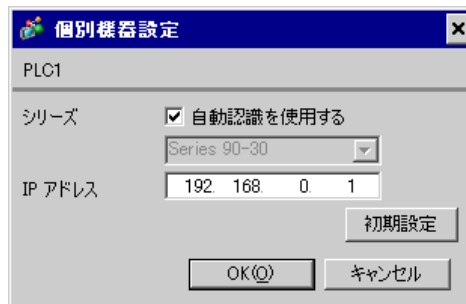 個別機器設定
PLC1
シリーズ 自動認識を使用する
Series 90-30
IP アドレス 192. 168. 0. 1
初期設定
OK(O) キャンセル